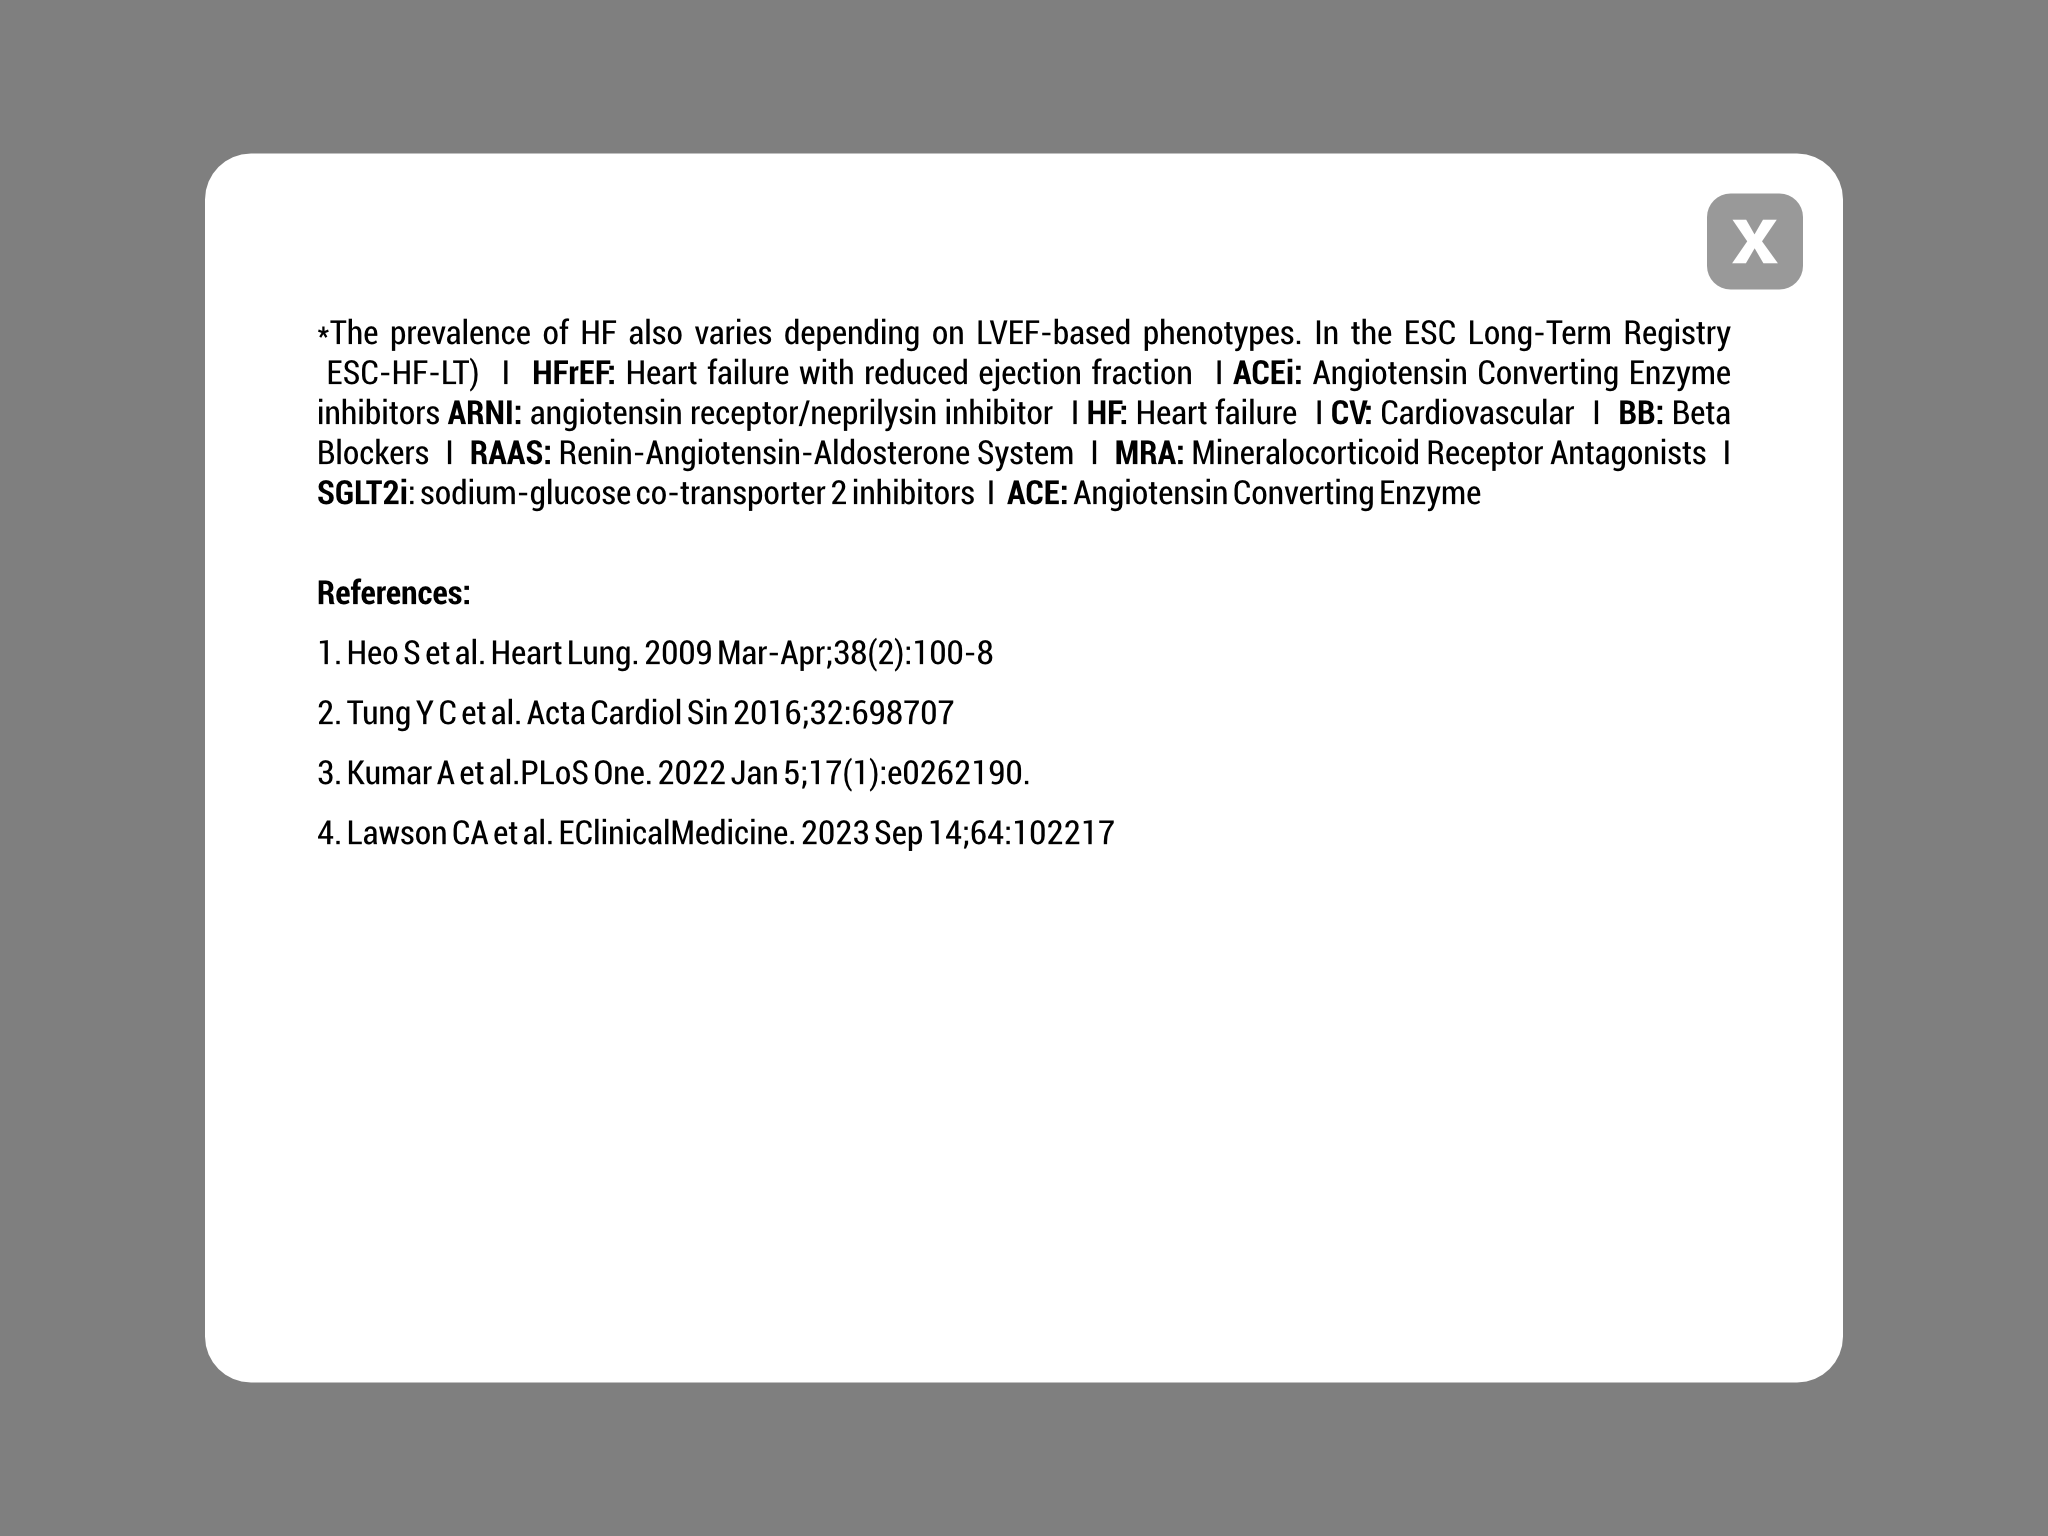 X
*The prevalence of HF also varies depending on LVEF-based phenotypes. In the ESC Long-Term Registry
ESC-HF-LT) I HFrEF: Heart failure with reduced ejection fraction I ACEi: Angiotensin Converting Enzyme
inhibitors ARNI: angiotensin receptor/neprilysin inhibitor I HF: Heart failure I CV: Cardiovascular I BB: Beta
Blockers I RAAS: Renin-Angiotensin-Aldosterone System I MRA: Mineralocorticoid Receptor Antagonists I
SGLT2i: sodium-glucose co-transporter 2 inhibitors I ACE: Angiotensin Converting Enzyme
References:
1. Heo S et al. Heart Lung. 2009 Mar-Apr;38(2):100-8
2. Tung Y C et al. Acta Cardiol Sin 2016;32:698707
3. Kumar A et al.PLoS One. 2022 Jan 5;17(1):e0262190.
4. Lawson CA et al. EClinicalMedicine. 2023 Sep 14;64:102217